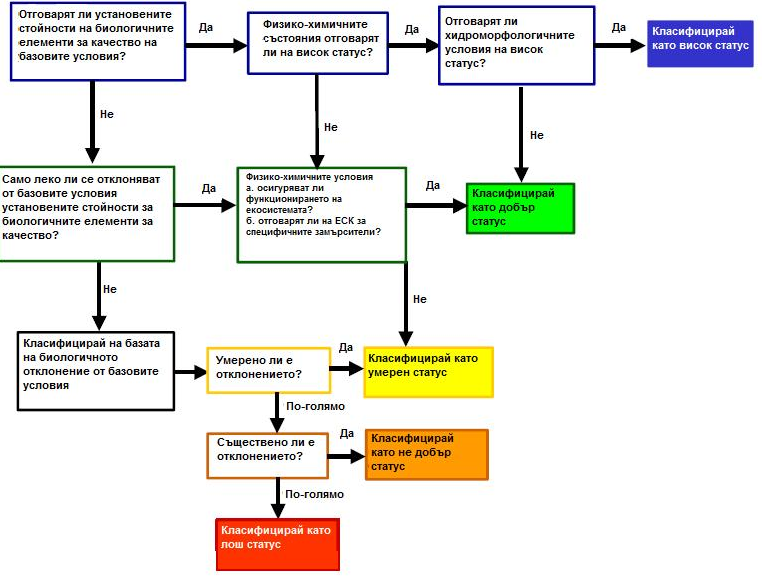 Отговарят ли установените
стойности на биологичните
елементи за качество на
базовите условия?
Да
Физико-химичните
състояния отговарят
ли на висок статус?
Да
Отговарят ли
хидроморфологичните
условия на висок
статус?
Да
Класифицирай
като висок статус
Не
Не
Не
Само леко ли се отклоняват
от базовите условия
установените стойности за
биологичните елементи за
качество?
Да
Физико-химичните условия
а. осигуряват ли
функционирането на
екосистемата?
б. отговарят ли на ЕСК за
специфичните замърсители?
Да
Класифицирай
като добър
статус
Не
Не
Класифицирай на базата
на биологичното
отклонение от базовите
условия
Умерено ли е
отклонението?
Да
Класифицирай като
умерен статус
По-голямо
Съществено ли е
отклонението?
Да
Класифицирай
като не добър
статус
По-голямо
Класифицирай като
лош статус